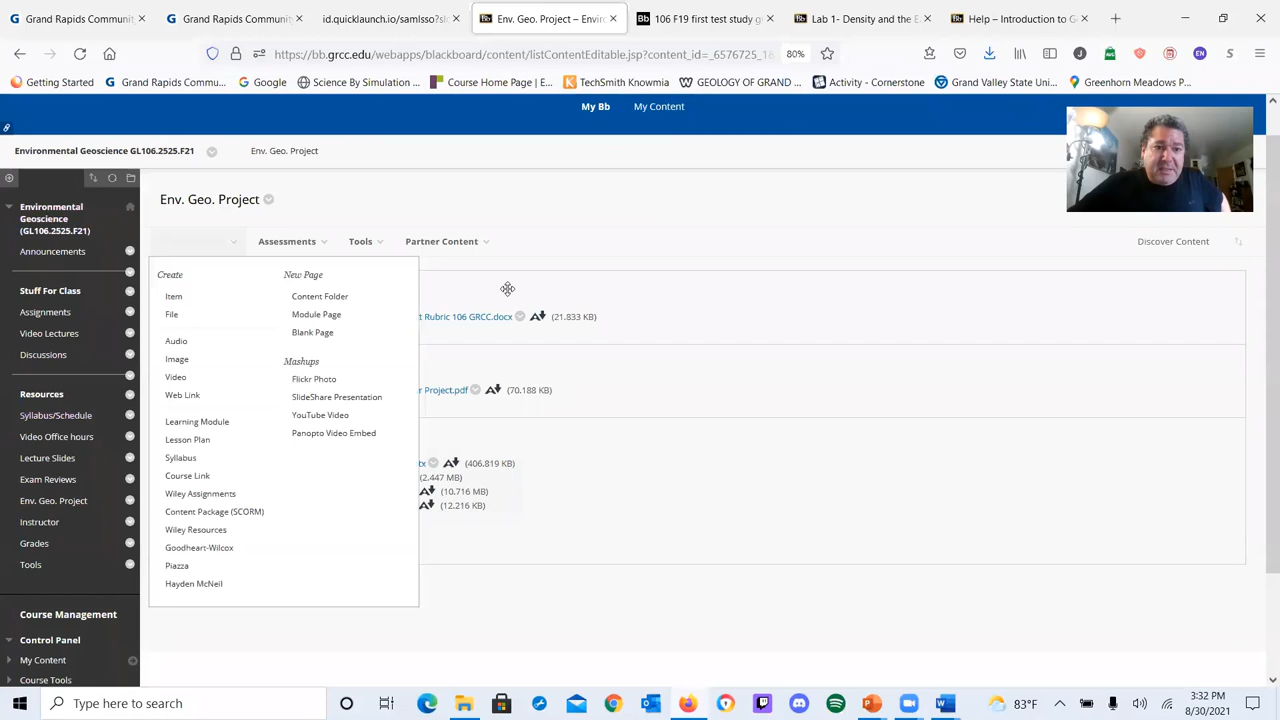 Grand Rapids Communit
Grand Rapids Community
id.quicklaunch.io/samlsso?sl
Env. Geo. Project – Enviro
106 F19 first test study gu
Lab 1- Density and the Ea
Help – Introduction to Ge
https://bb.grcc.edu/webapps/blackboard/content/listContentEditable.jsp?content_id=_6576725_1&
80%
Getting Started
Grand Rapids Commu...
Google
Science By Simulation ...
Course Home Page | E...
TechSmith Knowmia
GEOLOGY OF GRAND ...
Activity - Cornerstone
Grand Valley State Uni...
Greenhorn Meadows P...
My Bb
My Content
Environmental Geoscience GL106.2525.F21
Env. Geo. Project
Environmental
Geoscience
(GL106.2525.F21)
Announcements
Stuff For Class
Assignments
Video Lectures
Discussions
Resources
Syllabus/Schedule
Video Office hours
Lecture Slides
Exam Reviews
Env. Geo. Project
Instructor
Grades
Tools
Course Management
Control Panel
My Content
Course Tools
Env. Geo. Project
Assessments
Tools
Partner Content
Discover Content
Create
Item
File
Audio
Image
Video
Web Link
Learning Module
Lesson Plan
Syllabus
Course Link
Wiley Assignments
Content Package (SCORM)
Wiley Resources
Goodheart-Wilcox
Piazza
Hayden McNeil
New Page
Content Folder
Module Page
Blank Page
Mashups
Flickr Photo
SlideShare Presentation
YouTube Video
Panopto Video Embed
t Rubric 106 GRCC.docx (21.833 KB)
r Project.pdf (70.188 KB)
tx (406.819 KB)
(2.447 MB)
(10.716 MB)
(12.216 KB)
Type here to search
83°F
3:32 PM
8/30/2021